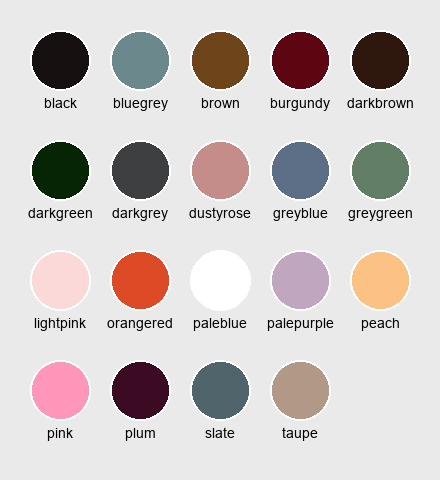 black bluegrey brown burgundy darkbrown
darkgreen darkgrey dustyrose greyblue greygreen
lightpink orangered paleblue palepurple peach
pink plum slate taupe